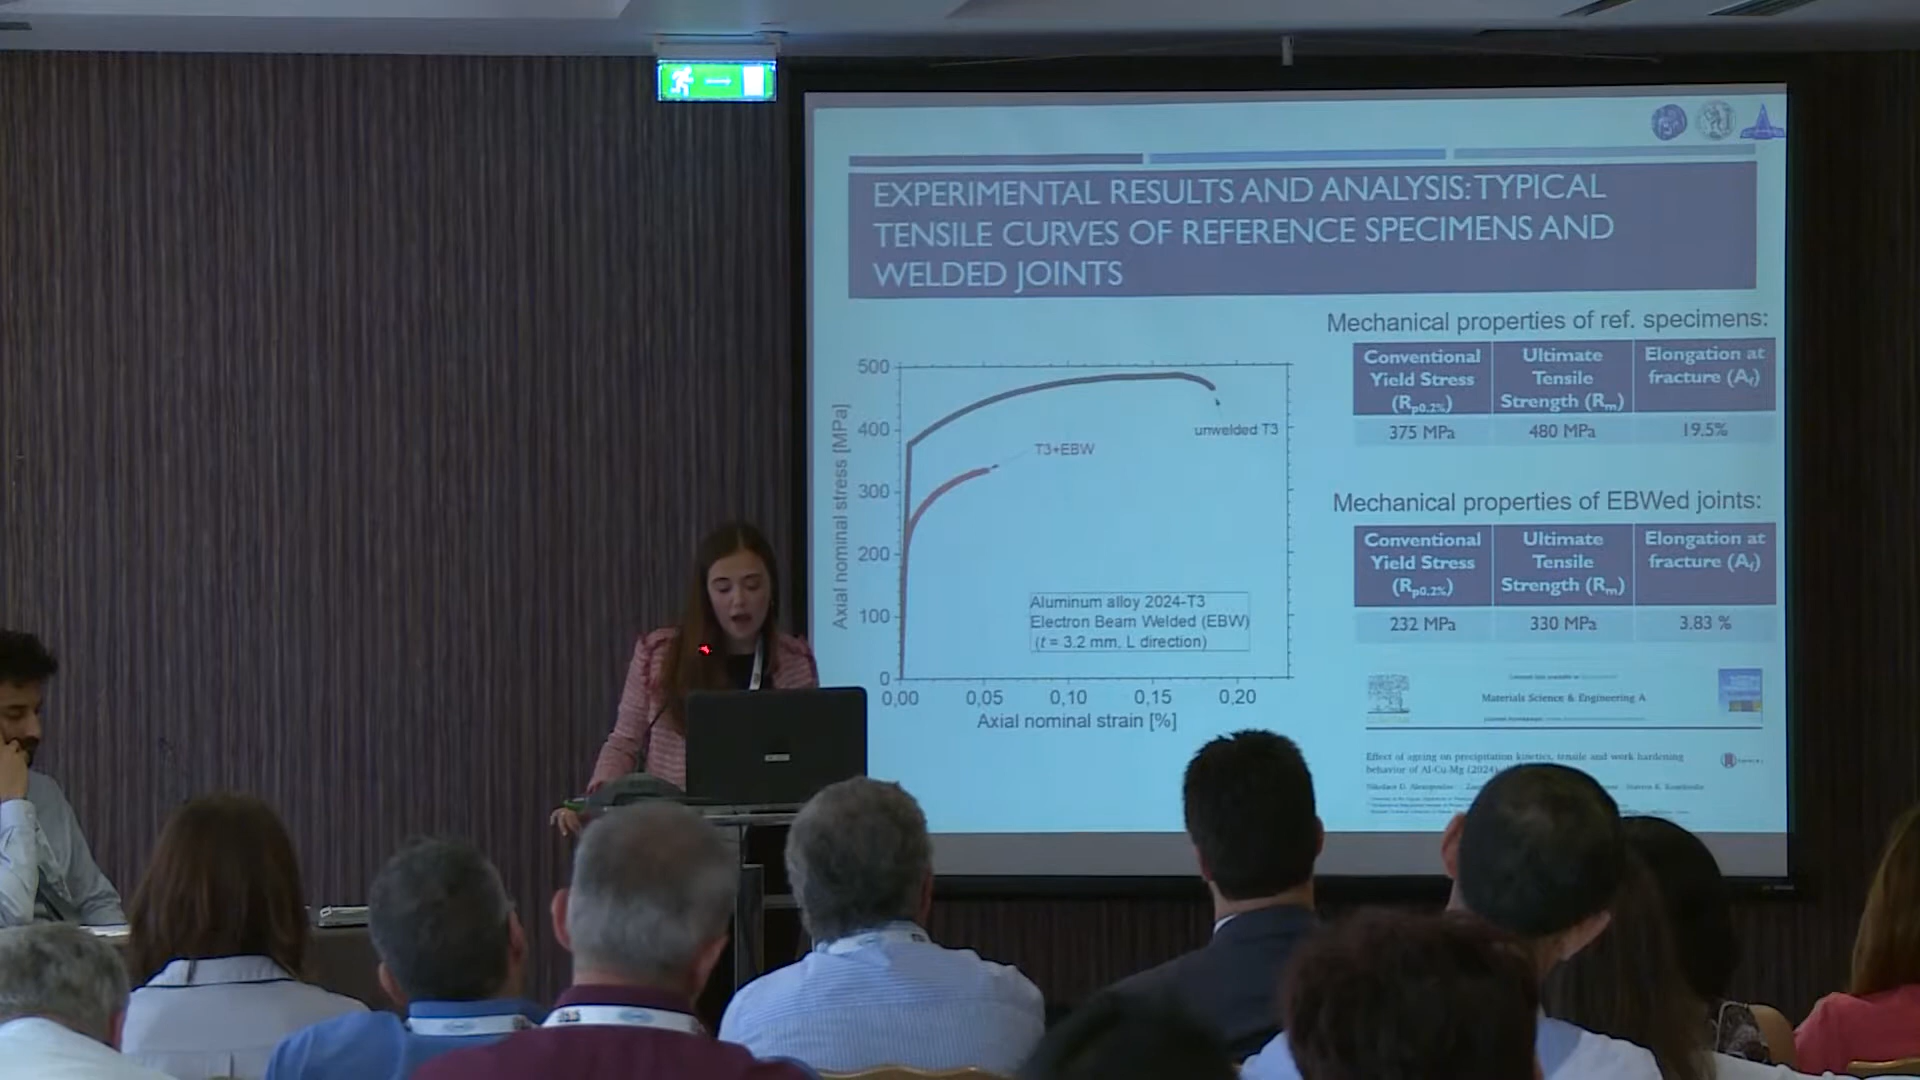 EXPERIMENTAL RESULTS AND ANALYSIS: TYPICAL
TENSILE CURVES OF REFERENCE SPECIMENS AND
WELDED JOINTS
Mechanical properties of ref. specimens:
Conventional Yield Stress (Rp0.2%)
Ultimate Tensile Strength (Rm)
Elongation at fracture (Af)
375 MPa
480 MPa
19.5%
Mechanical properties of EBWed joints:
Conventional Yield Stress (Rp0.2%)
Ultimate Tensile Strength (Rm)
Elongation at fracture (Af)
232 MPa
330 MPa
3.83 %
Axial nominal stress [MPa]
500
400
300
200
100
0
unwelded T3
T3+EBW
Aluminum alloy 2024-T3
Electron Beam Welded (EBW)
(t = 3.2 mm, L direction)
0,00
0,05
0,10
0,15
0,20
Axial nominal strain [%]
Materials Science & Engineering A
Effect of ageing on precipitation kinetics, tensile and work hardening
behavior of Al-Cu-Mg (2024)